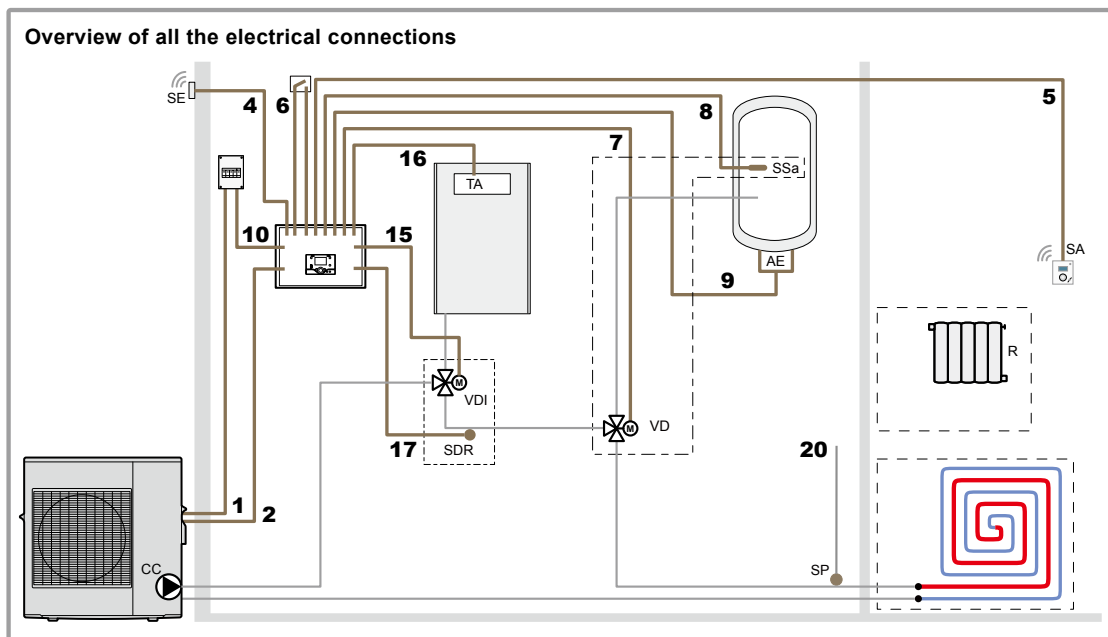 Overview of all the electrical connections
SE
4
6
8
5
7
16
TA
SSa
10
15
AE
9
SA
R
M
VDI
M
VD
17
SDR
20
1
2
CC
SP